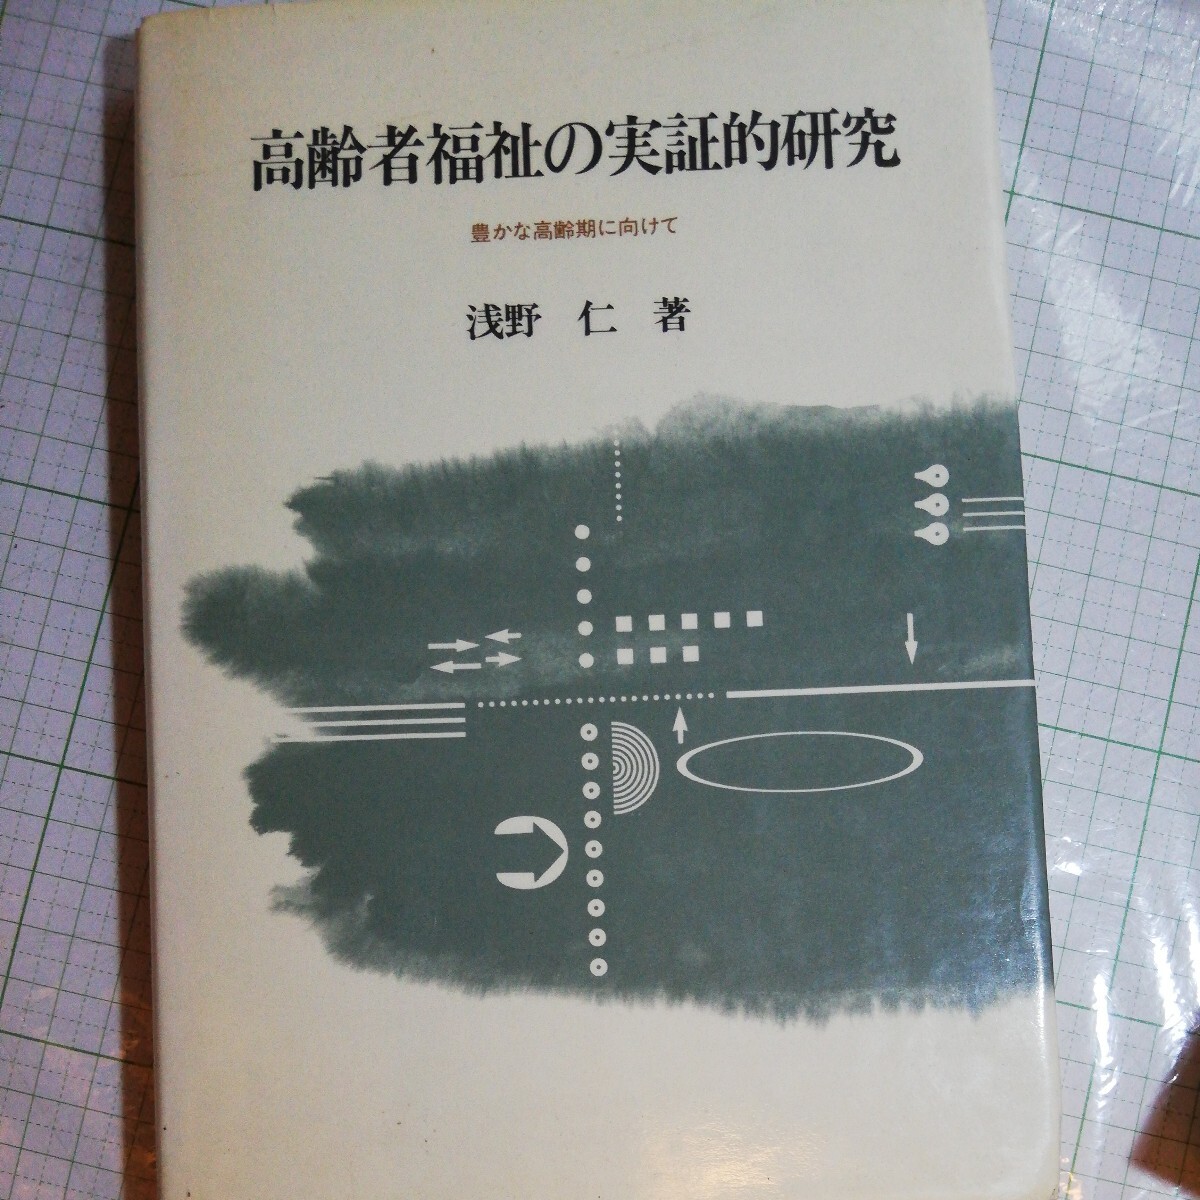 高齢者福祉の実証的研究
豊かな高齢期に向けて
浅野 仁 著